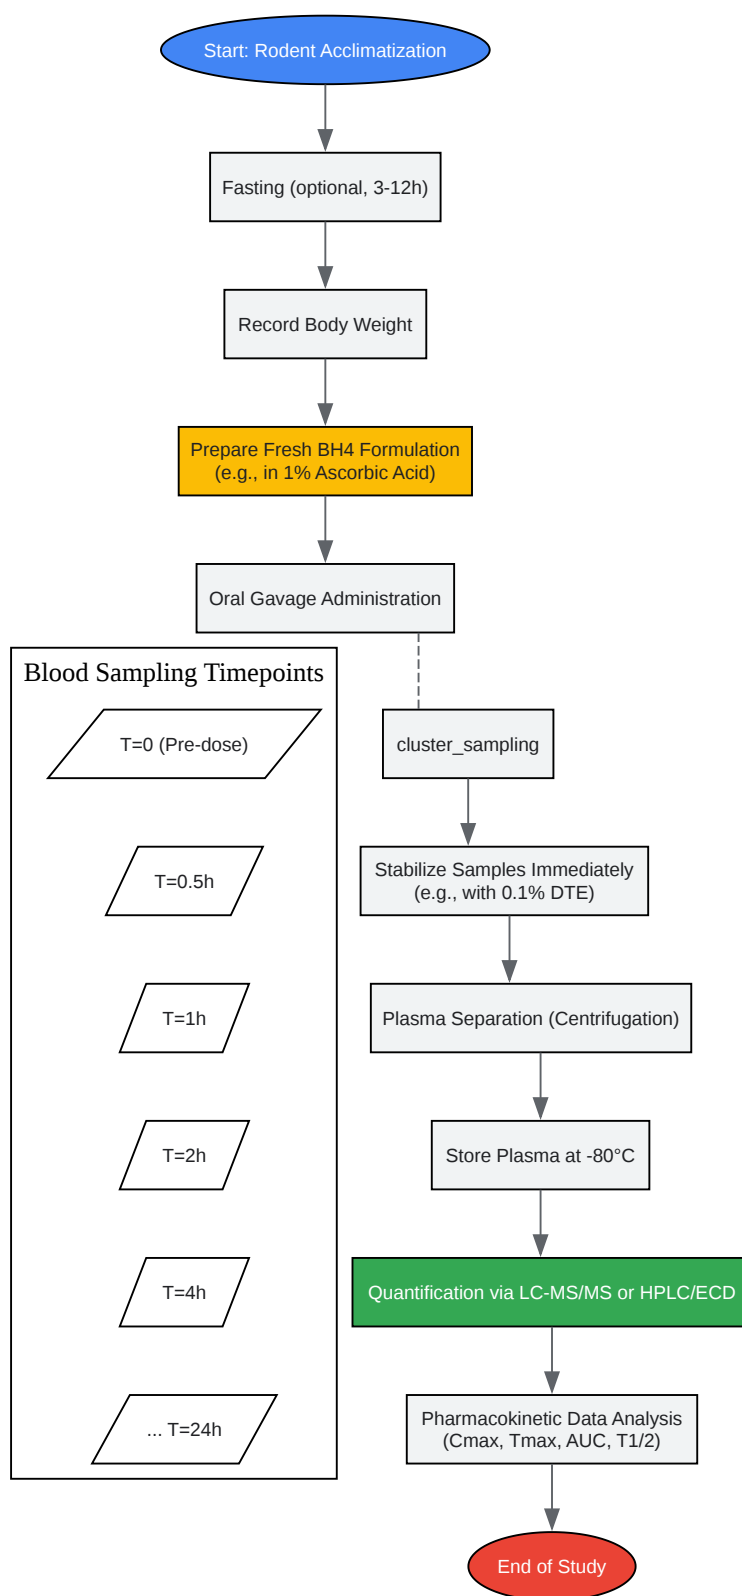 Start: Rodent Acclimatization
Fasting (optional, 3-12h)
Record Body Weight
Prepare Fresh BH4 Formulation
(e.g., in 1% Ascorbic Acid)
Oral Gavage Administration
Blood Sampling Timepoints
T=0 (Pre-dose)
T=0.5h
T=1h
T=2h
T=4h
... T=24h
cluster_sampling
Stabilize Samples Immediately
(e.g., with 0.1% DTE)
Plasma Separation (Centrifugation)
Store Plasma at -80°C
Quantification via LC-MS/MS or HPLC/ECD
Pharmacokinetic Data Analysis
(Cmax, Tmax, AUC, T1/2)
End of Study